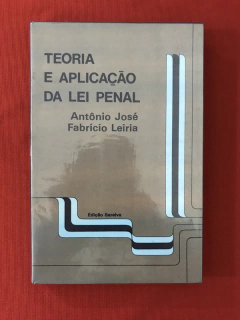 TEORIA
E APLICAÇÃO
DA LEI PENAL
Antônio José
Fabrício Leiria
Edição Saraiva